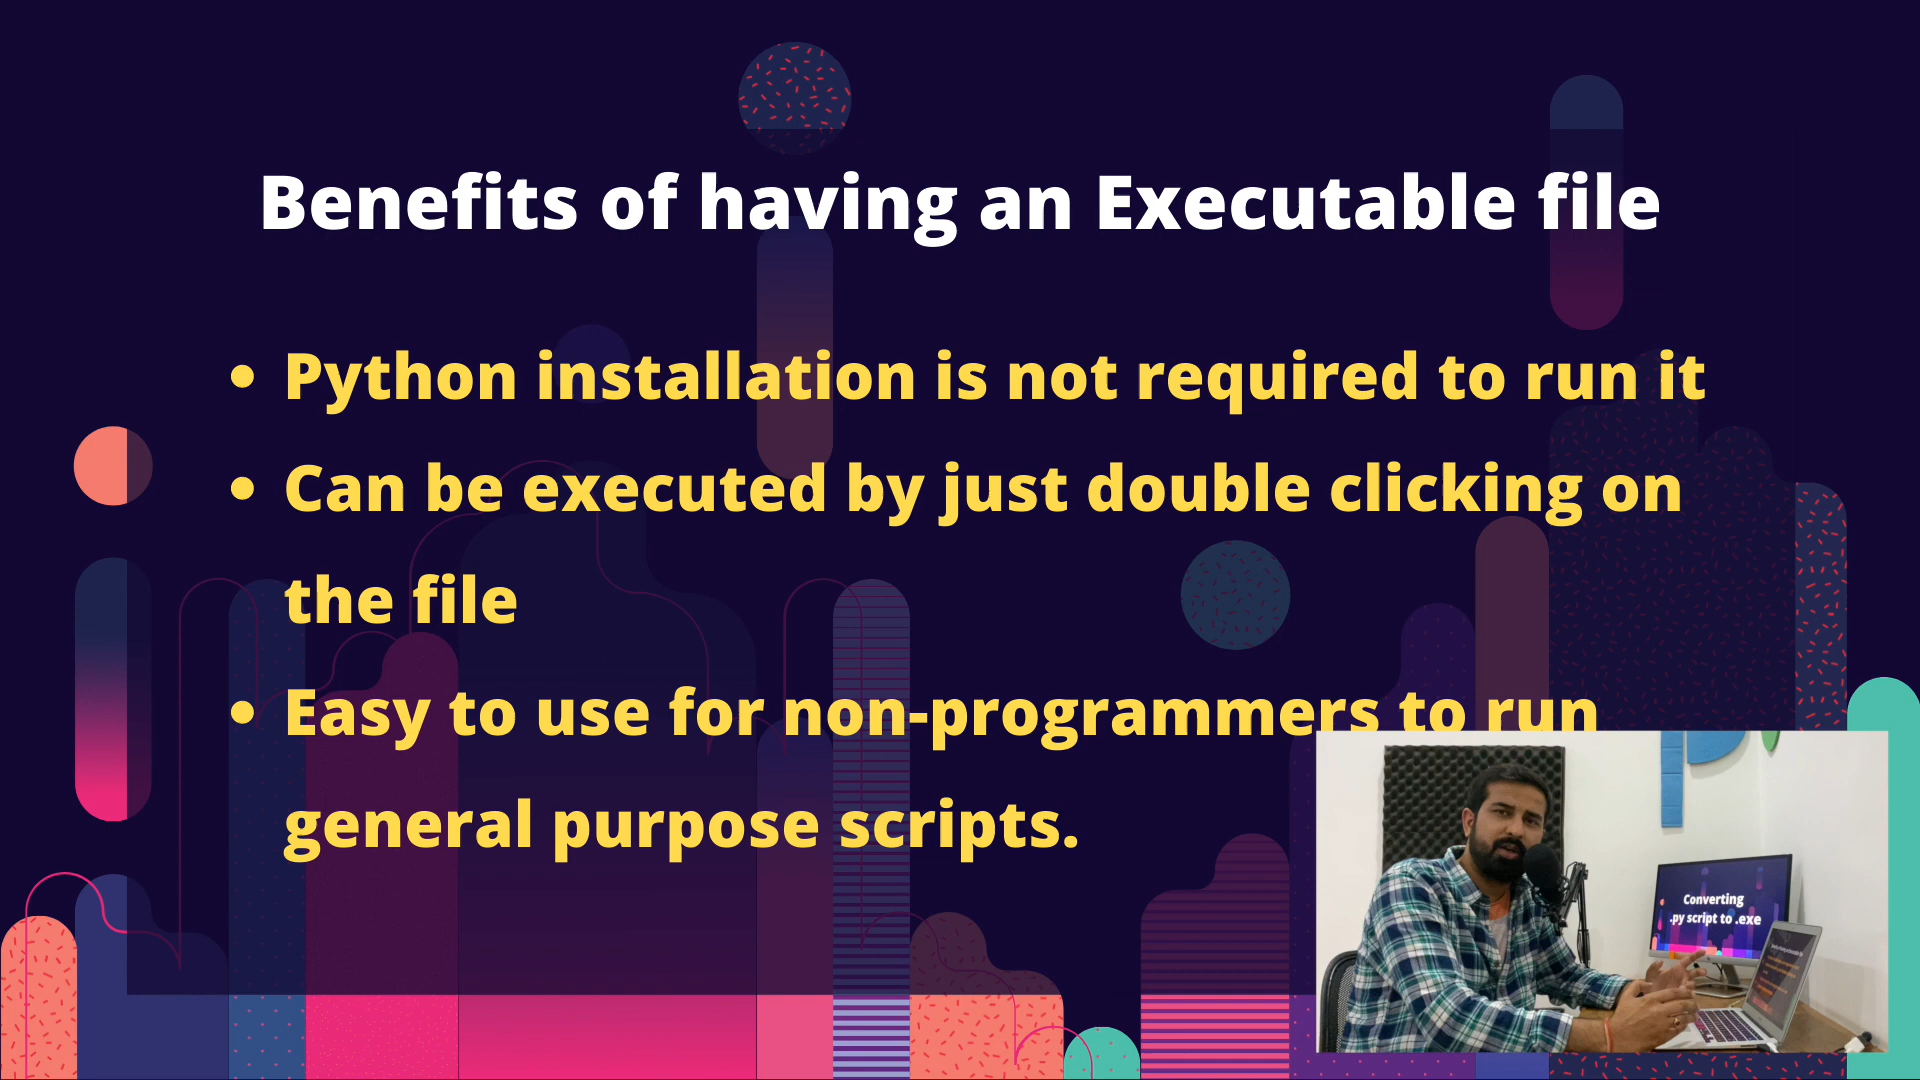 Benefits of having an Executable file
• Python installation is not required to run it
• Can be executed by just double clicking on
the file
• Easy to use for non-programmers to run
general purpose scripts.
Converting
.py script to .exe